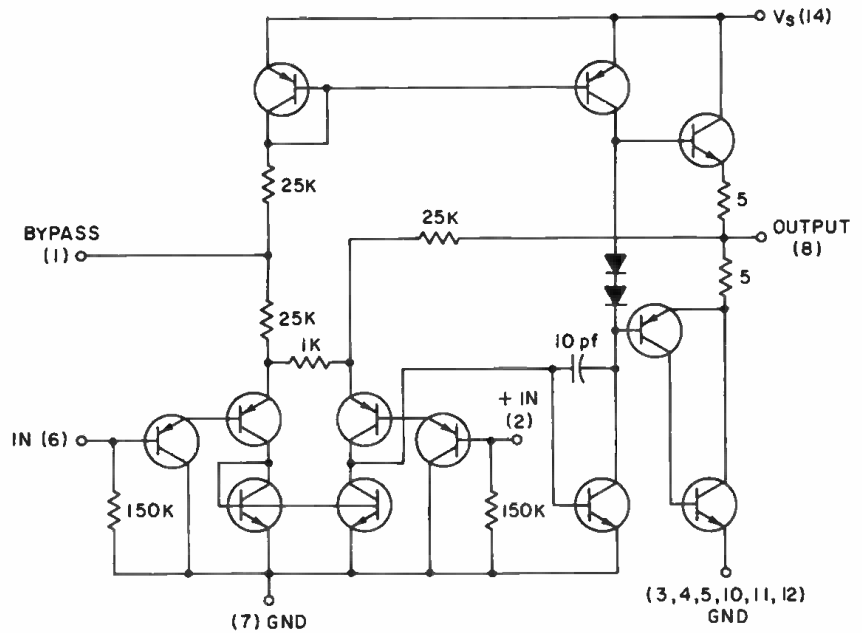 Vs (14)
25K
25K
BYPASS
(1)
OUTPUT
(8)
5
5
25K
1K
10 pf
+ IN
(2)
IN (6)
150K
150K
(7) GND
(3, 4, 5, 10, 11, 12)
GND